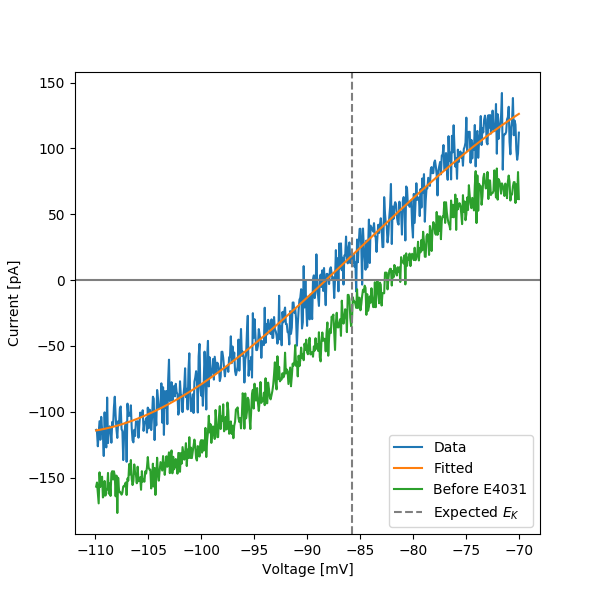 150
100
50
0
−50
−100
−150
Current [pA]
−110 −105 −100 −95 −90 −85 −80 −75 −70
Voltage [mV]
Data
Fitted
Before E4031
Expected E_K